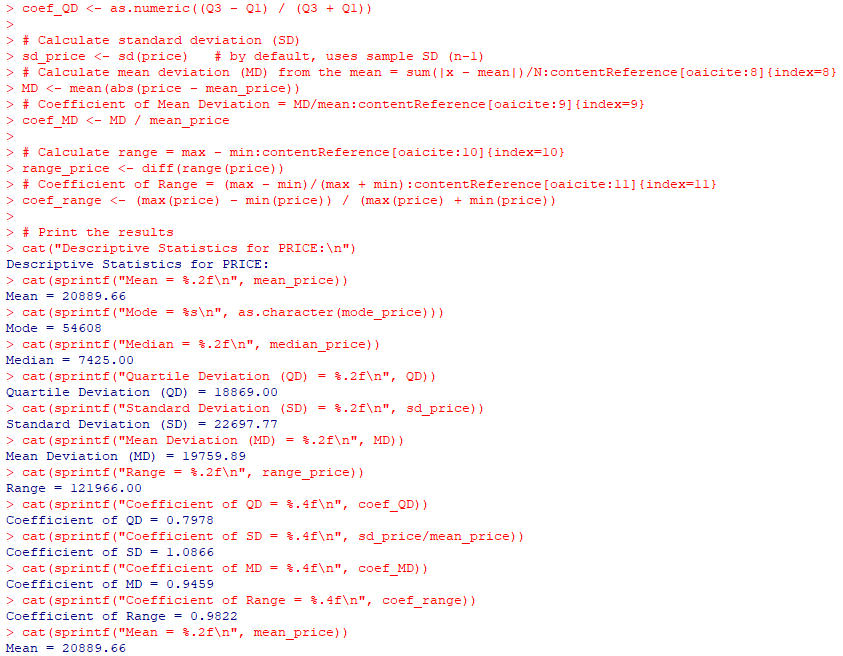 > coef_QD <- as.numeric((Q3 - Q1) / (Q3 + Q1))
>
> # Calculate standard deviation (SD)
> sd_price <- sd(price)   # by default, uses sample SD (n-1)
> # Calculate mean deviation (MD) from the mean = sum(|x - mean|)/N:contentReference[oaicite:8]{index=8}
> MD <- mean(abs(price - mean_price))
> # Coefficient of Mean Deviation = MD/mean:contentReference[oaicite:9]{index=9}
> coef_MD <- MD / mean_price
>
> # Calculate range = max - min:contentReference[oaicite:10]{index=10}
> range_price <- diff(range(price))
> # Coefficient of Range = (max - min)/(max + min):contentReference[oaicite:11]{index=11}
> coef_range <- (max(price) - min(price)) / (max(price) + min(price))
>
> # Print the results
> cat("Descriptive Statistics for PRICE:\n")
Descriptive Statistics for PRICE:
> cat(sprintf("Mean = %.2f\n", mean_price))
Mean = 20889.66
> cat(sprintf("Mode = %s\n", as.character(mode_price)))
Mode = 54608
> cat(sprintf("Median = %.2f\n", median_price))
Median = 7425.00
> cat(sprintf("Quartile Deviation (QD) = %.2f\n", QD))
Quartile Deviation (QD) = 18869.00
> cat(sprintf("Standard Deviation (SD) = %.2f\n", sd_price))
Standard Deviation (SD) = 22697.77
> cat(sprintf("Mean Deviation (MD) = %.2f\n", MD))
Mean Deviation (MD) = 19759.89
> cat(sprintf("Range = %.2f\n", range_price))
Range = 121966.00
> cat(sprintf("Coefficient of QD = %.4f\n", coef_QD))
Coefficient of QD = 0.7978
> cat(sprintf("Coefficient of SD = %.4f\n", sd_price/mean_price))
Coefficient of SD = 1.0866
> cat(sprintf("Coefficient of MD = %.4f\n", coef_MD))
Coefficient of MD = 0.9459
> cat(sprintf("Coefficient of Range = %.4f\n", coef_range))
Coefficient of Range = 0.9822
> cat(sprintf("Mean = %.2f\n", mean_price))
Mean = 20889.66